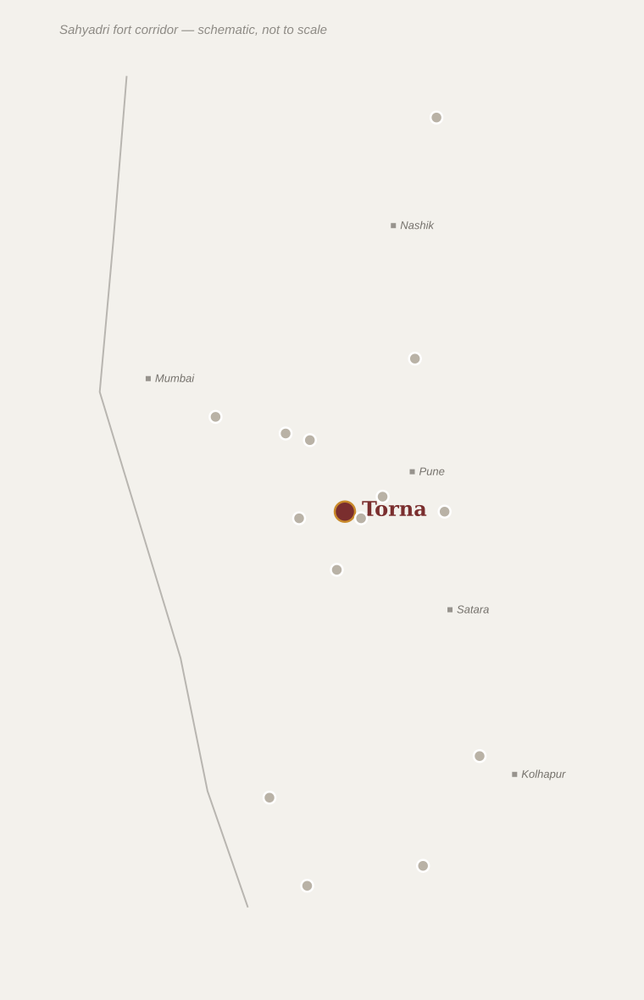 Sahyadri fort corridor — schematic, not to scale
Nashik
Mumbai
Pune
Torna
Satara
Kolhapur